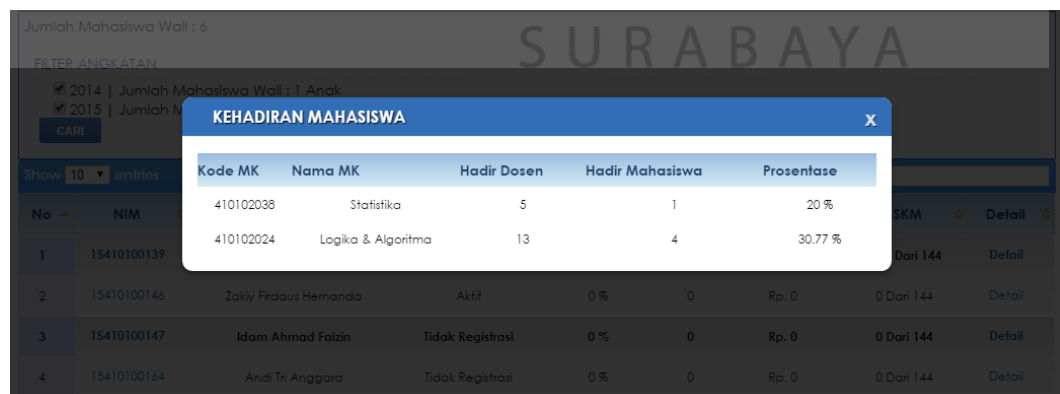 Jumlah Mahasiswa Wali : 6
SURABAYA
FILTER ANGKATAN
2014 | Jumlah Mahasiswa Wali : 1 Anak
2015 | Jumlah M
CARI
KEHADIRAN MAHASISWA X
Kode MK Nama MK Hadir Dosen Hadir Mahasiswa Prosentase
410102038 Statistika 5 1 20 %
410102024 Logika & Algoritma 13 4 30.77 %
Show 10 entries
No NIM SKM Detail
1 15410100139 Dari 144 Detail
2 15410100146 Zakiy Firdaus Hernanda Aktif 0 % 0 Rp. 0 0 Dari 144 Detail
3 15410100147 Idam Ahmad Faizin Tidak Registrasi 0 % 0 Rp. 0 0 Dari 144 Detail
4 15410100164 Andi Tri Anggara Tidak Registrasi 0 % 0 Rp. 0 0 Dari 144 Detail